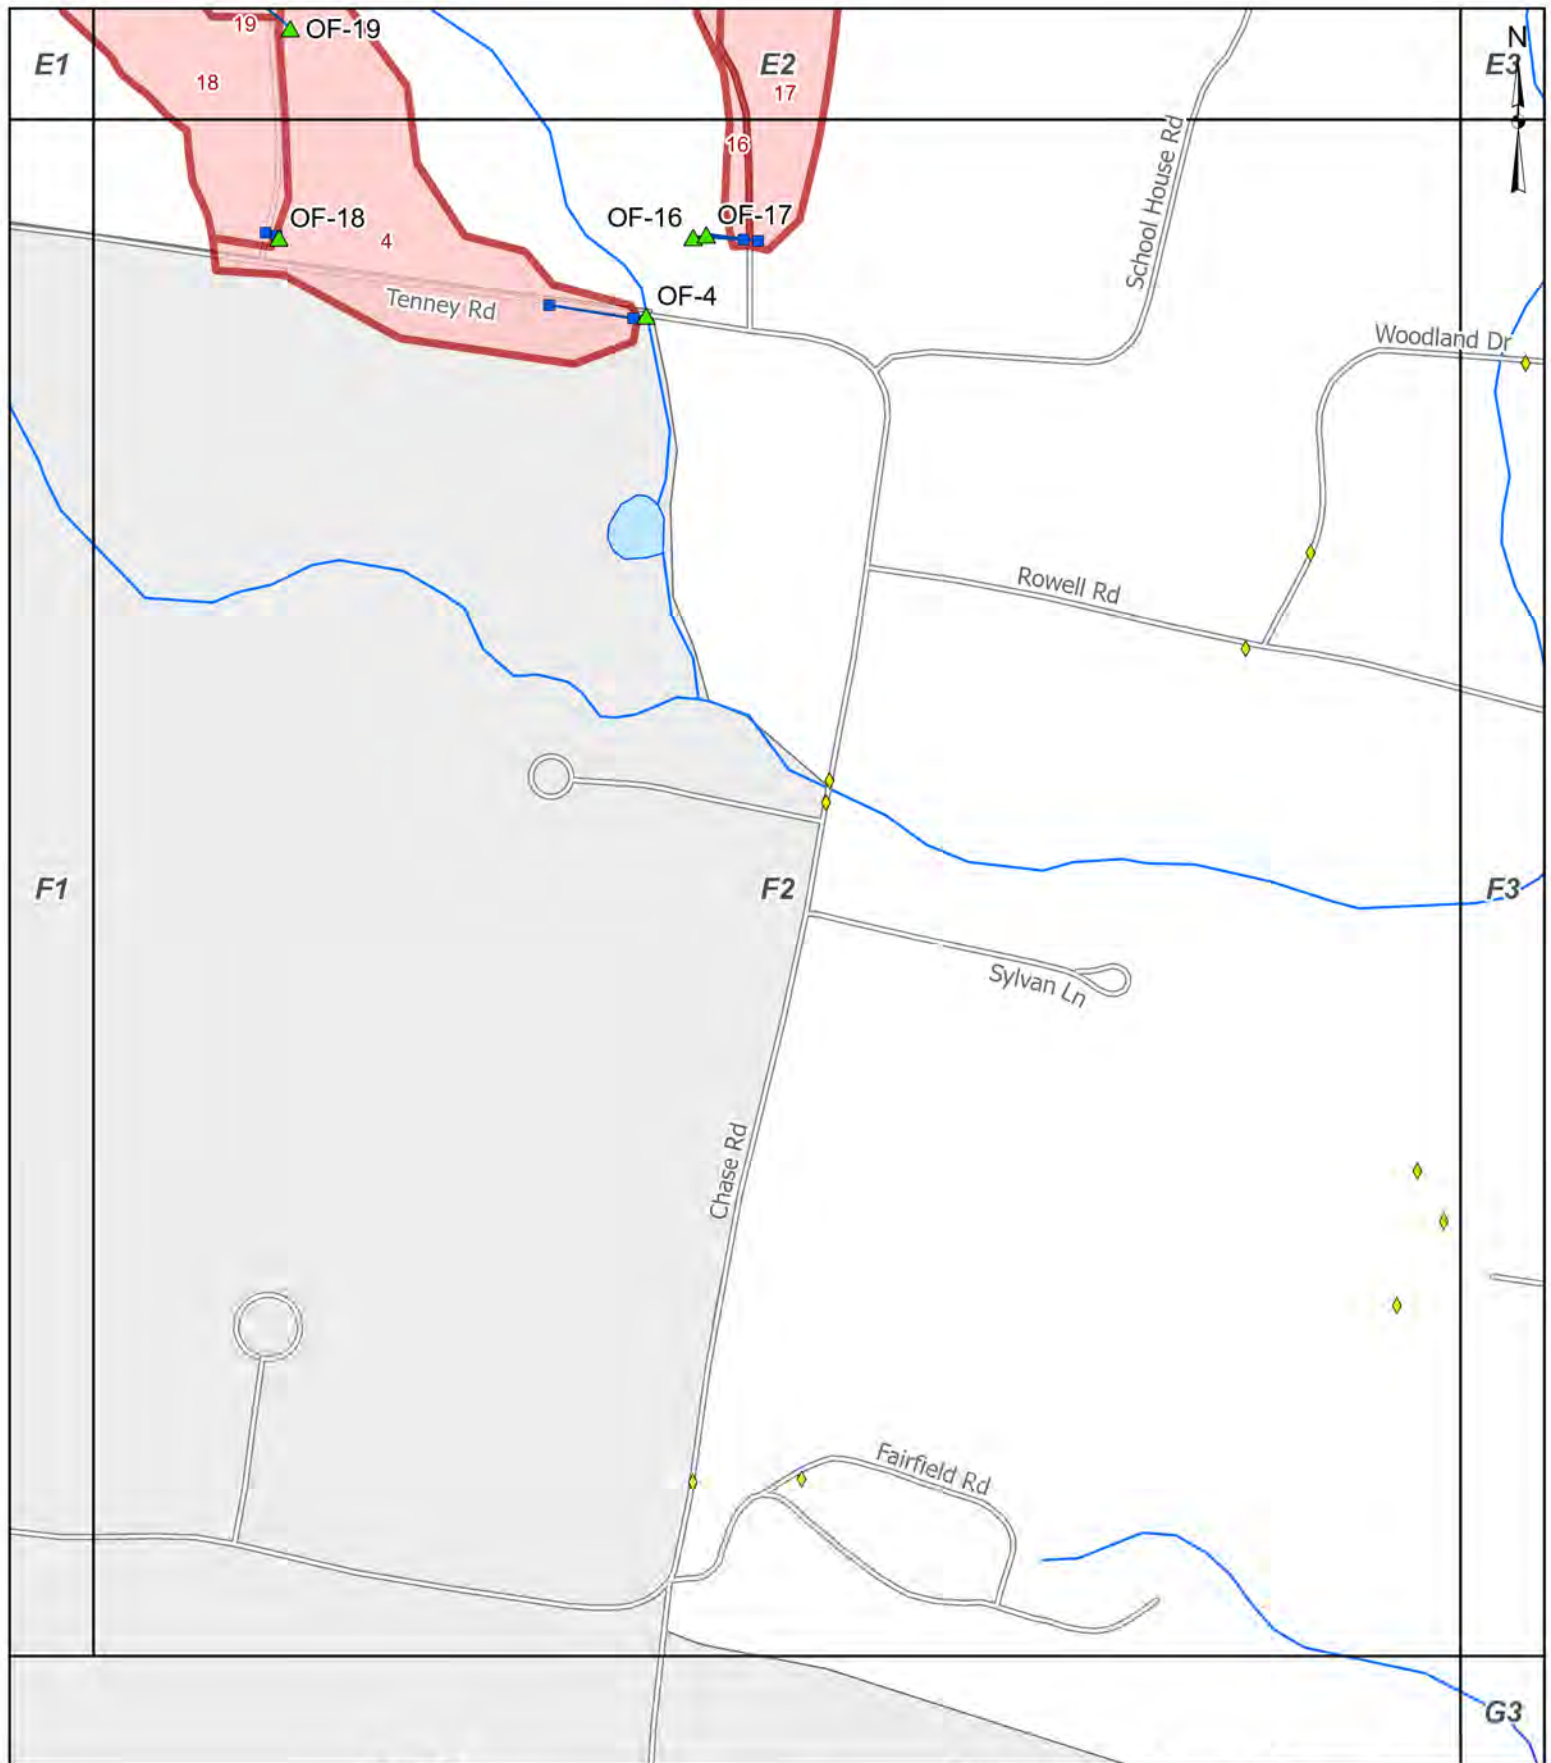 19
OF-19
N
E1
E2
E3
18
17
16
OF-18
OF-16
OF-17
School House Rd
4
Tenney Rd
OF-4
Woodland Dr
Rowell Rd
F1
F2
F3
Sylvan Ln
Chase Rd
Fairfield Rd
G3